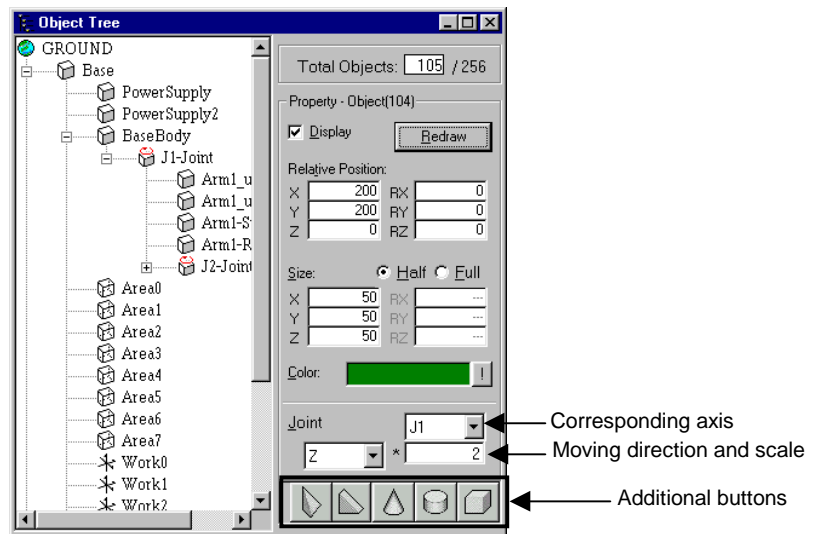 Object Tree
GROUND
Base
PowerSupply
PowerSupply2
BaseBody
J1-Joint
Arm1_u
Arm1_u
Arm1-S
Arm1-R
J2-Joint
Area0
Area1
Area2
Area3
Area4
Area5
Area6
Area7
Work0
Work1
Work2
Total Objects: 105 / 256
Property - Object(104)
Display Redraw
Relative Position:
X 200 RX 0
Y 200 RY 0
Z 0 RZ 0
Size: Half Full
X 50 RX ---
Y 50 RY ---
Z 50 RZ ---
Color: !
Joint J1
Z * 2
Corresponding axis
Moving direction and scale
Additional buttons